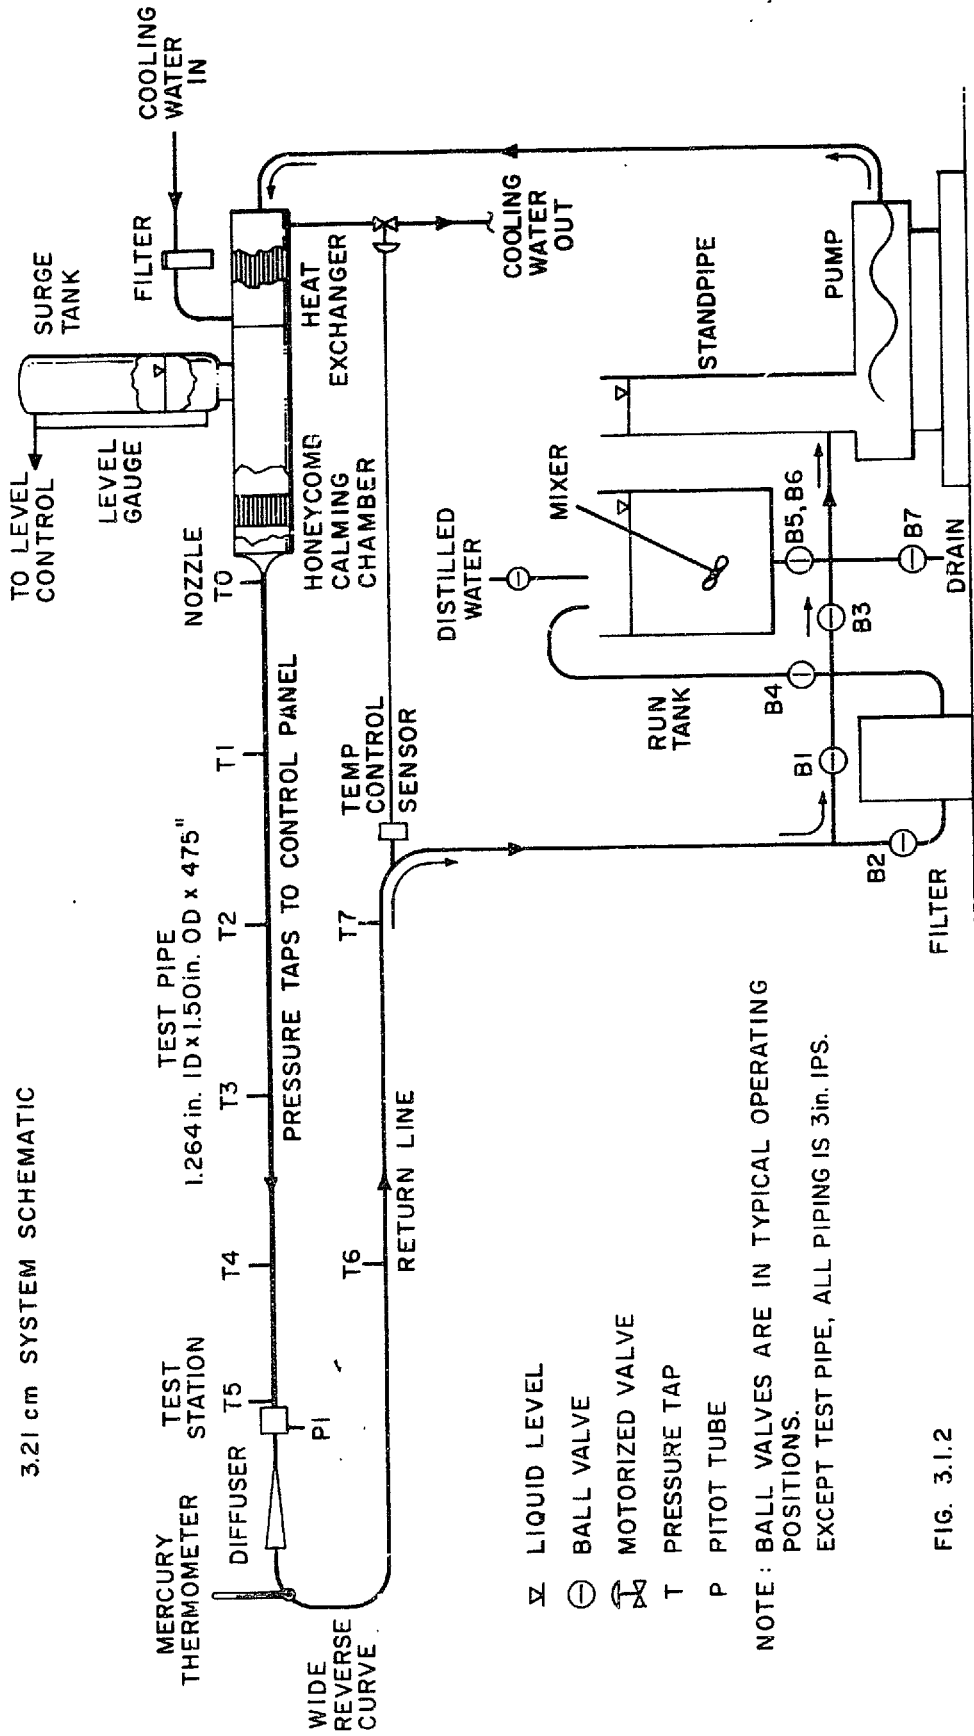 3.21 cm SYSTEM SCHEMATIC
MERCURY
THERMOMETER
DIFFUSER
TEST
STATION
T5
P1
T4
T3
TEST PIPE
1.264 in. ID x 1.50 in. OD x 475"
T2
T1
PRESSURE TAPS TO CONTROL PANEL
NOZZLE
TO
TO LEVEL
CONTROL
LEVEL
GAUGE
SURGE
TANK
FILTER
COOLING
WATER
IN
HONEYCOMB
CALMING
CHAMBER
HEAT
EXCHANGER
COOLING
WATER
OUT
WIDE
REVERSE
CURVE
T6
RETURN LINE
T7
TEMP
CONTROL
SENSOR
DISTILLED
WATER
MIXER
STANDPIPE
PUMP
RUN
TANK
B4
B1
B3
B5, B6
B7
DRAIN
B2
FILTER
LIQUID LEVEL
BALL VALVE
MOTORIZED VALVE
T PRESSURE TAP
P PITOT TUBE
NOTE: BALL VALVES ARE IN TYPICAL OPERATING
POSITIONS.
EXCEPT TEST PIPE, ALL PIPING IS 3in. IPS.
FIG. 3.1.2